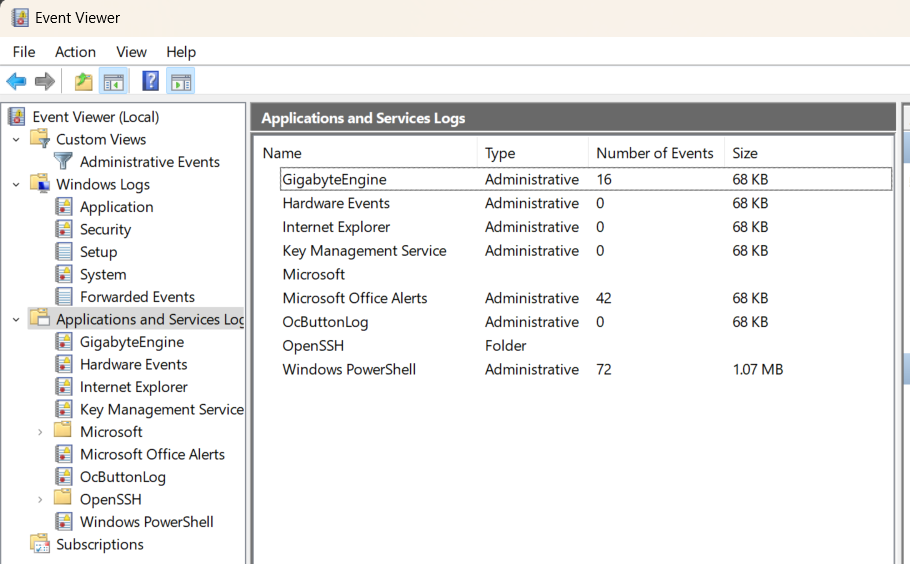 Event Viewer
File Action View Help
Event Viewer (Local)
Custom Views
Administrative Events
Windows Logs
Application
Security
Setup
System
Forwarded Events
Applications and Services Log
GigabyteEngine
Hardware Events
Internet Explorer
Key Management Service
Microsoft
Microsoft Office Alerts
OcButtonLog
OpenSSH
Windows PowerShell
Subscriptions
Applications and Services Logs
Name Type Number of Events Size
GigabyteEngine Administrative 16 68 KB
Hardware Events Administrative 0 68 KB
Internet Explorer Administrative 0 68 KB
Key Management Service Administrative 0 68 KB
Microsoft
Microsoft Office Alerts Administrative 42 68 KB
OcButtonLog Administrative 0 68 KB
OpenSSH Folder
Windows PowerShell Administrative 72 1.07 MB